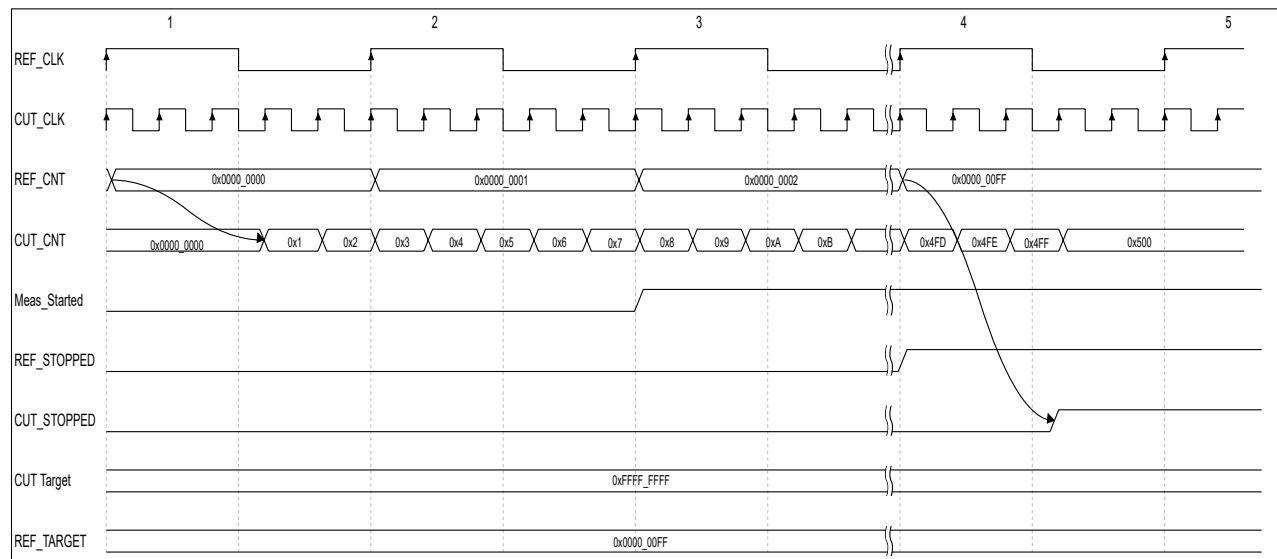 1 2 3 4 5
REF_CLK
CUT_CLK
REF_CNT 0x0000_0000 0x0000_0001 0x0000_0002 0x0000_00FF
CUT_CNT 0x0000_0000 0x1 0x2 0x3 0x4 0x5 0x6 0x7 0x8 0x9 0xA 0xB 0x4FD 0x4FE 0x4FF 0x500
Meas_Started
REF_STOPPED
CUT_STOPPED
CUT Target 0xFFFF_FFFF
REF_TARGET 0x0000_00FF